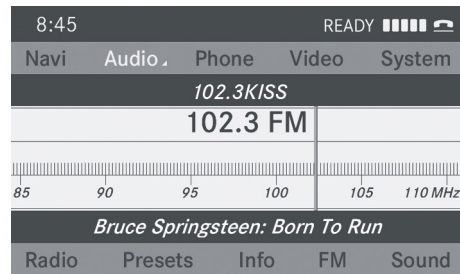 8:45 READY
Navi Audio Phone Video System
102.3KISS
102.3 FM
85 90 95 100 105 110 MHz
Bruce Springsteen: Born To Run
Radio Presets Info FM Sound